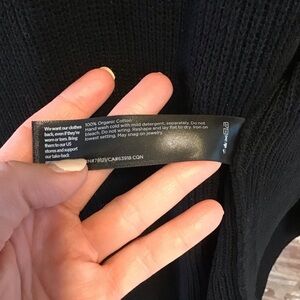 We want our clothes
back, even if they're
worn or torn. Bring
them to our US
stores and support
our take-back
100% Organic Cotton
Hand wash cold with mild detergent, separately. Do not
bleach. Do not wring. Reshape and lay flat to dry. Iron on
lowest setting. May snag on jewelry.